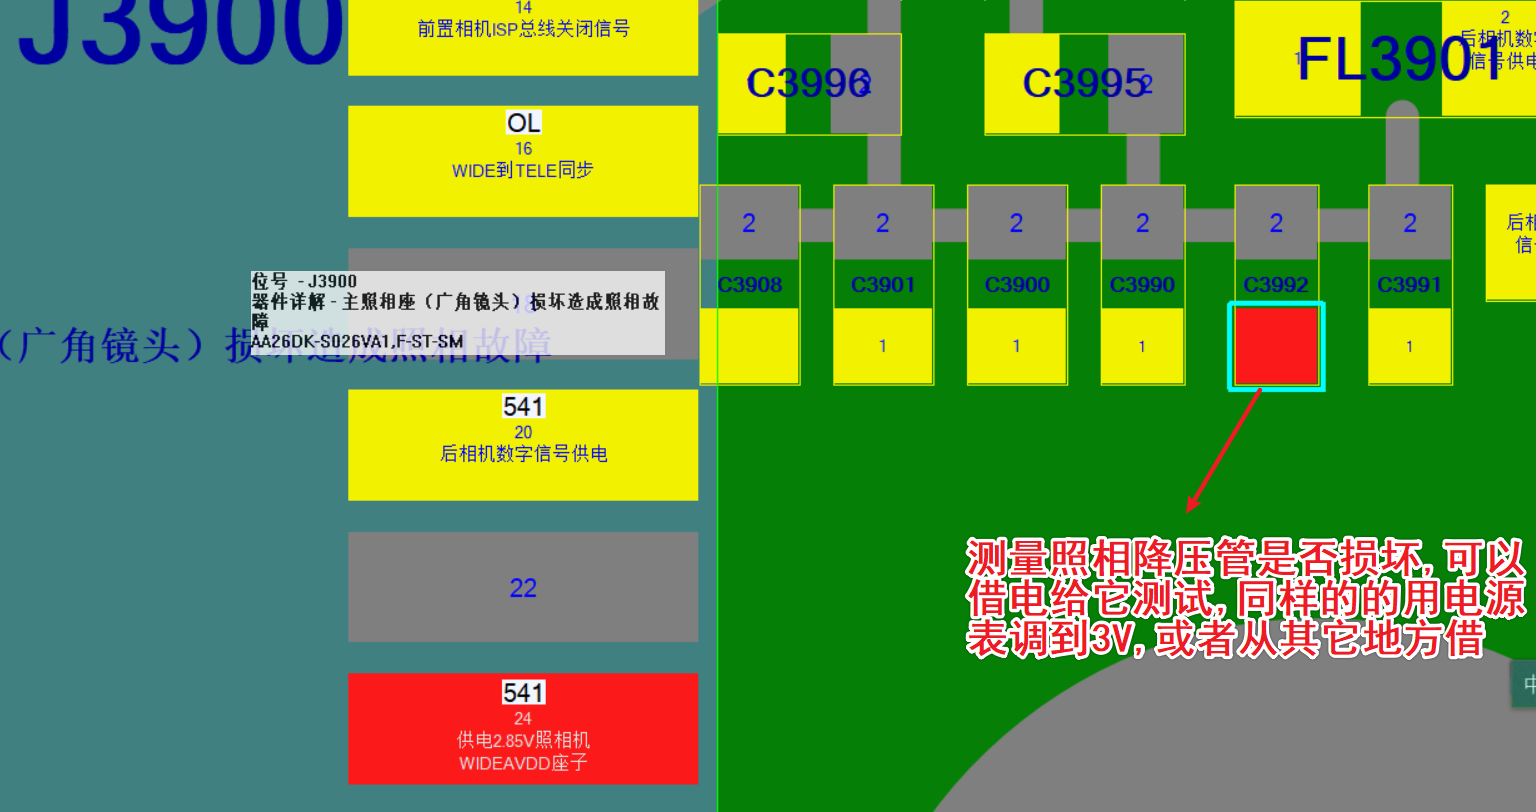 J3900
14
前置相机ISP总线关闭信号
OL
16
WIDE到TELE同步
位号 - J3900
器件详解 - 主照相座（广角镜头）损坏造成照相故
障
AA26DK-S026VA1,F-ST-SM
18
（广角镜头）损坏造成照相故障
541
20
后相机数字信号供电
22
541
24
供电2.85V照相机
WIDEAVDD座子
C3996
2
C3995
2
FL3901
1
2
后相机数
信号供电
2
C3908
2
C3901
1
2
C3900
1
2
C3990
1
2
C3992
2
C3991
1
后相
信
测量照相降压管是否损坏,可以
借电给它测试,同样的的用电源
表调到3V,或者从其它地方借
中